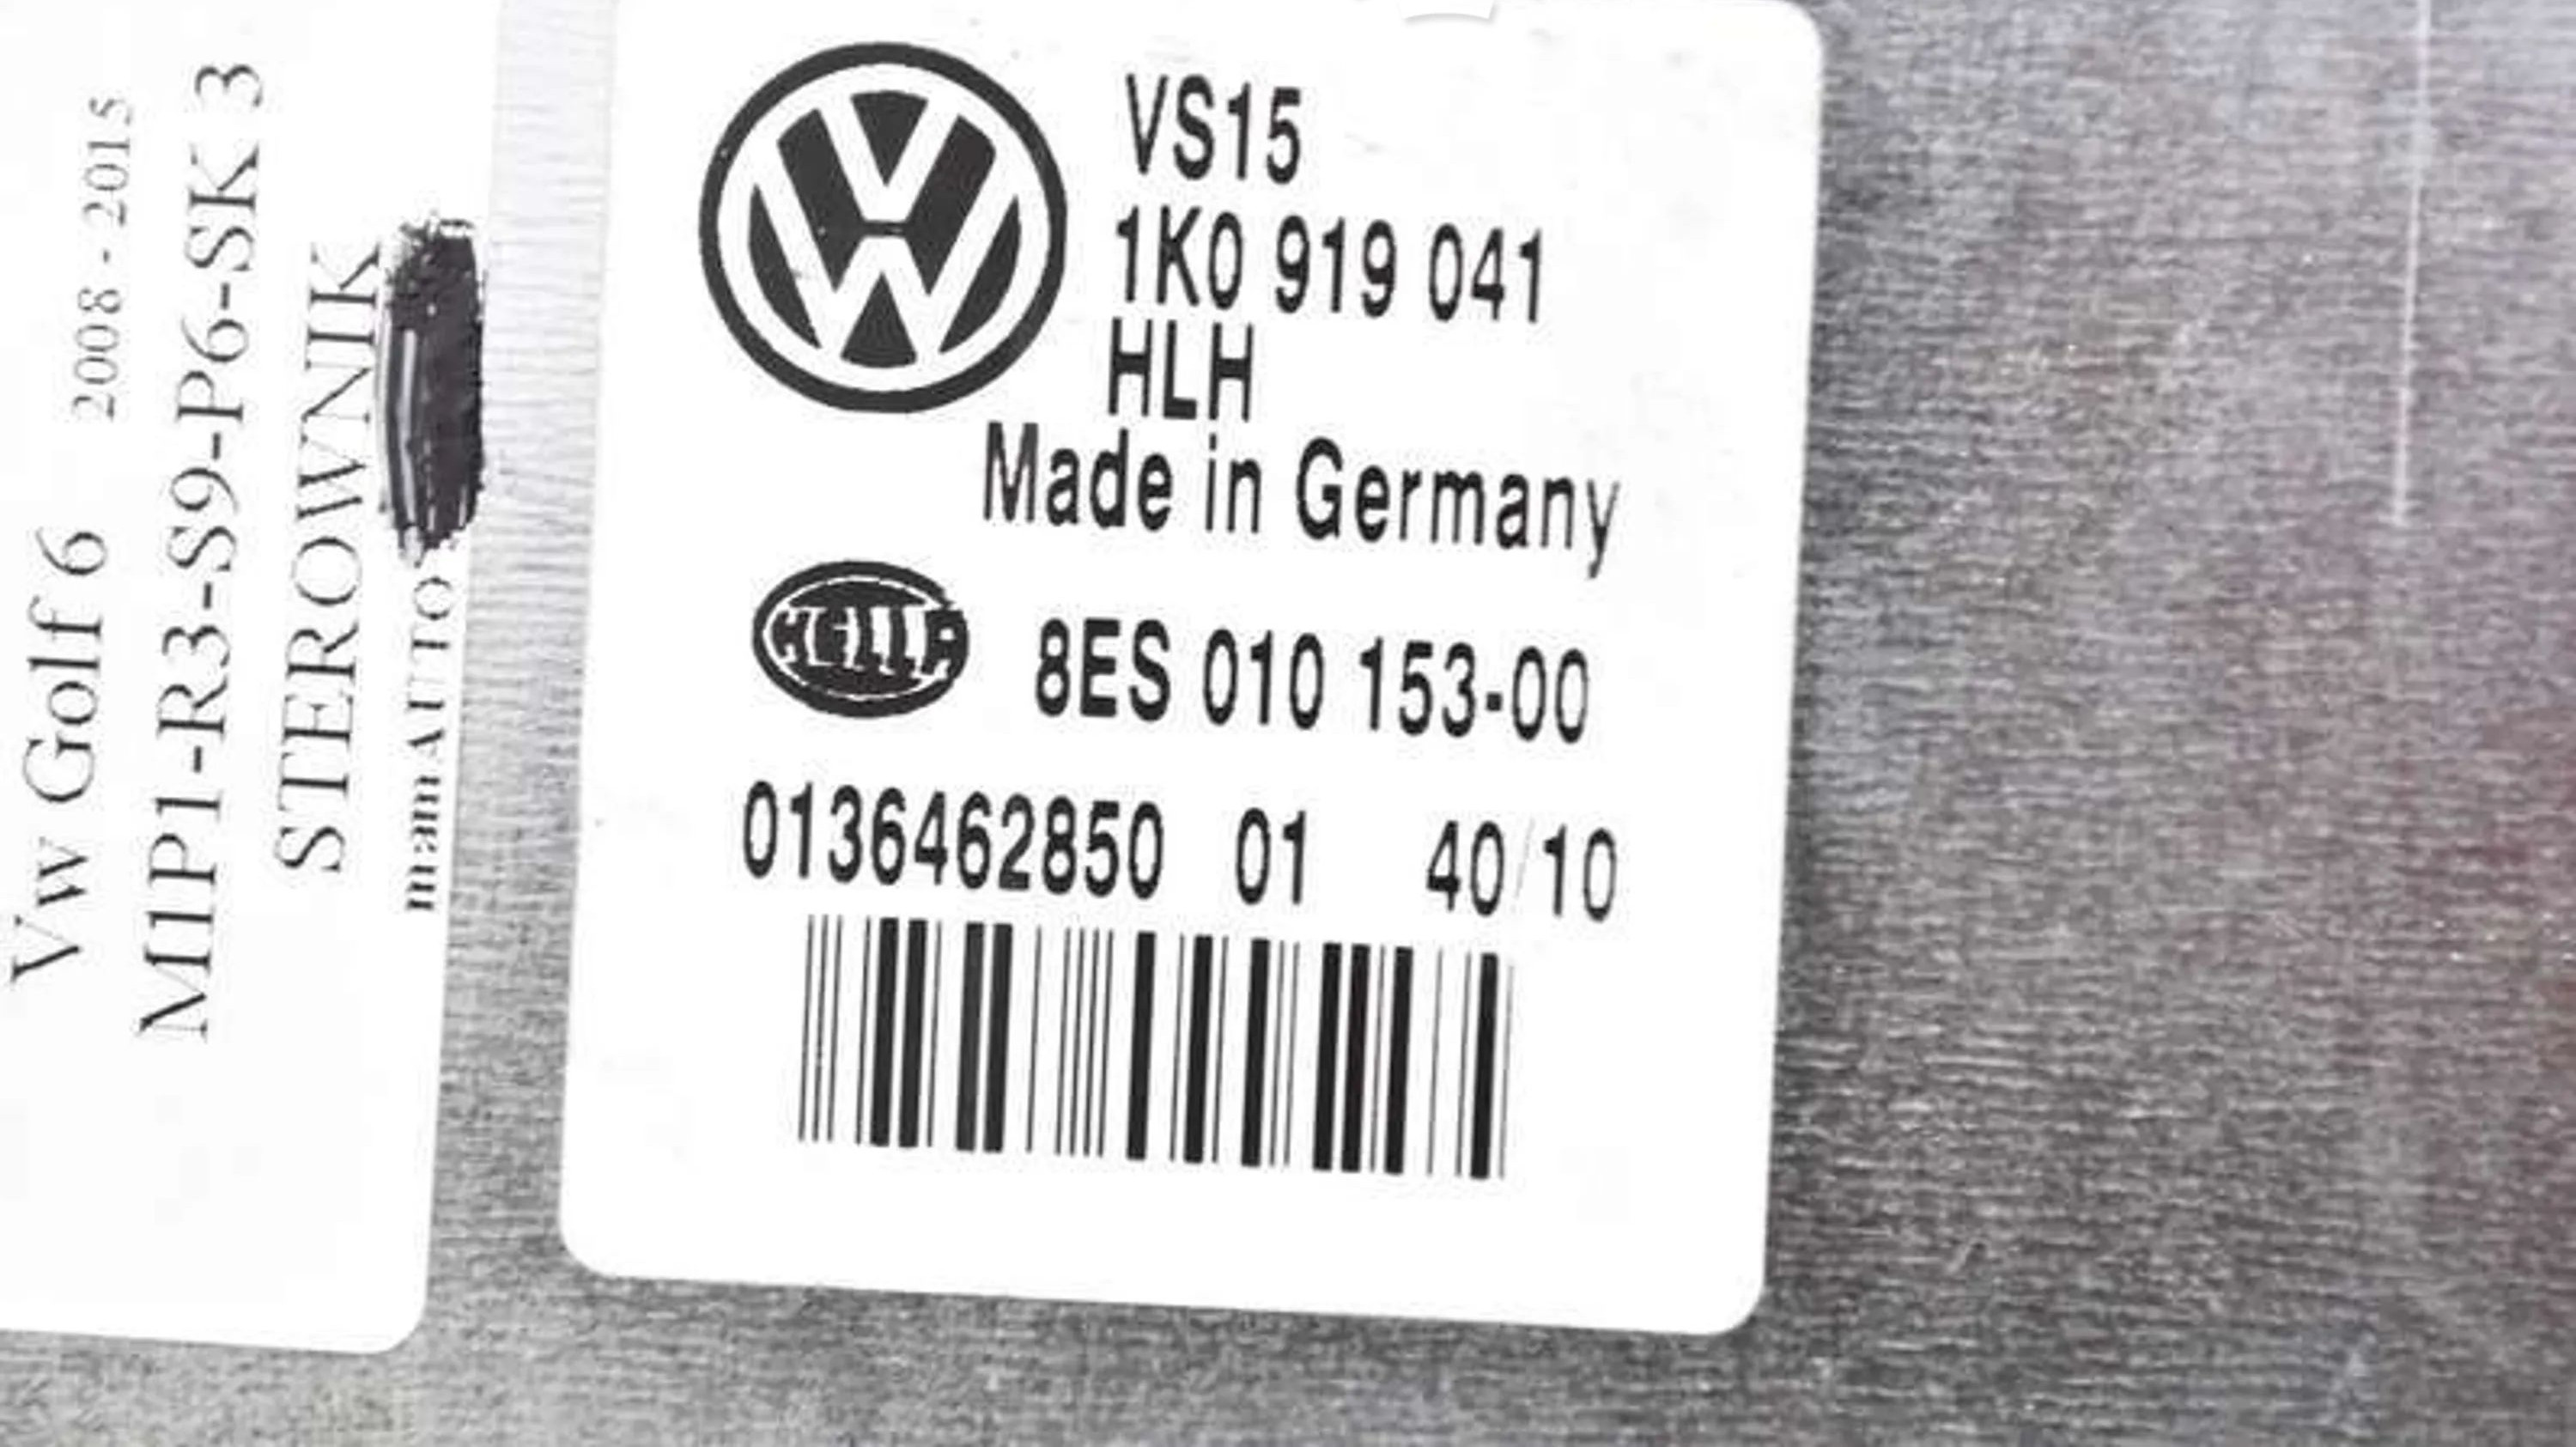 Vw Golf 6 2008 - 2015
M1P1-R3-S9-P6-SK 3
STEROWNIK
mamAUTO
VS15
1K0 919 041
HLH
Made in Germany
HELLA 8ES 010 153-00
0136462850 01 40/10